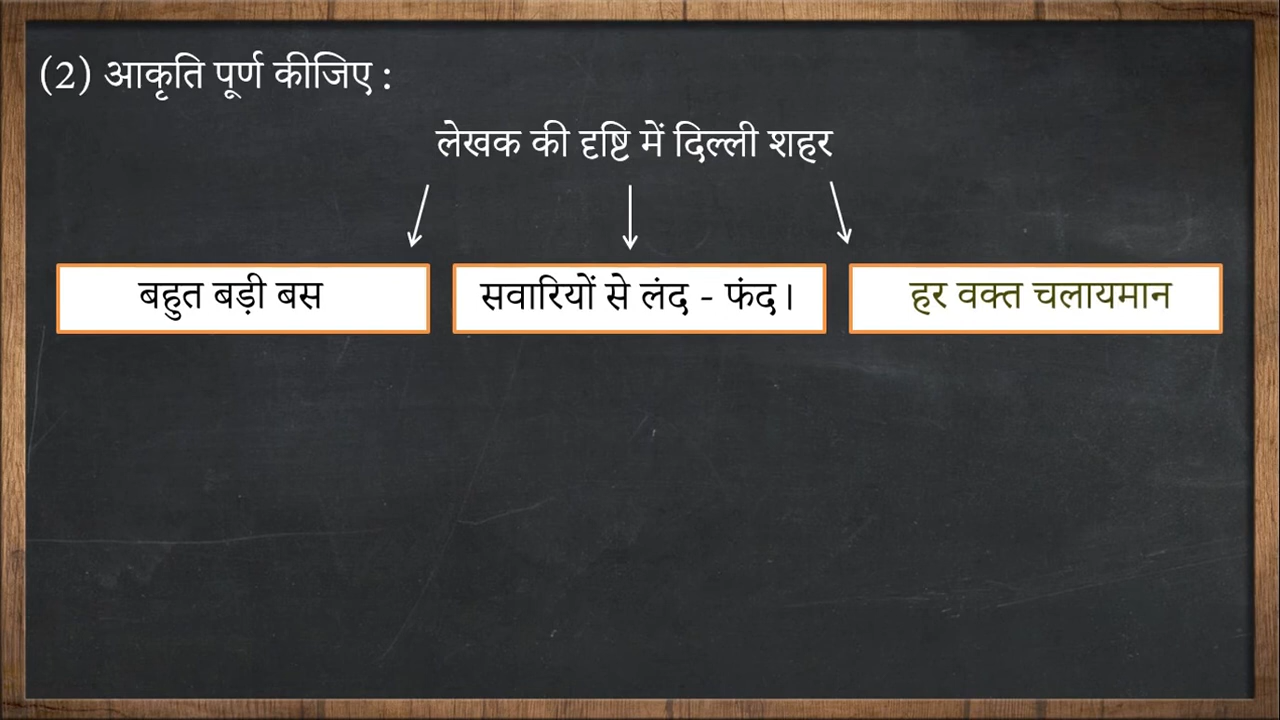 (2) आकृति पूर्ण कीजिए :
लेखक की दृष्टि में दिल्ली शहर
बहुत बड़ी बस
सवारियों से लंद - फंद।
हर वक्त चलायमान